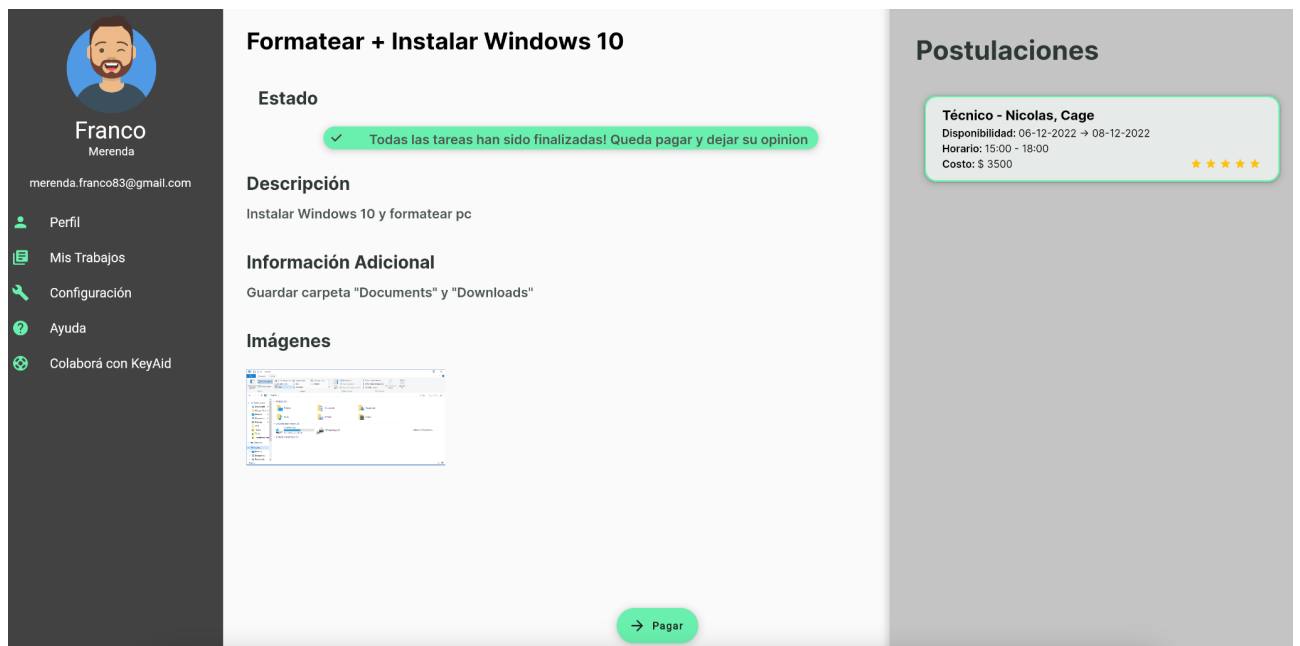 Franco
Merenda
merenda.franco83@gmail.com
Perfil
Mis Trabajos
Configuración
Ayuda
Colaborá con KeyAid
Formatear + Instalar Windows 10
Estado
Todas las tareas han sido finalizadas! Queda pagar y dejar su opinion
Descripción
Instalar Windows 10 y formatear pc
Información Adicional
Guardar carpeta "Documents" y "Downloads"
Imágenes
Pagar
Postulaciones
Técnico - Nicolas, Cage
Disponibilidad: 06-12-2022 → 08-12-2022
Horario: 15:00 - 18:00
Costo: $ 3500